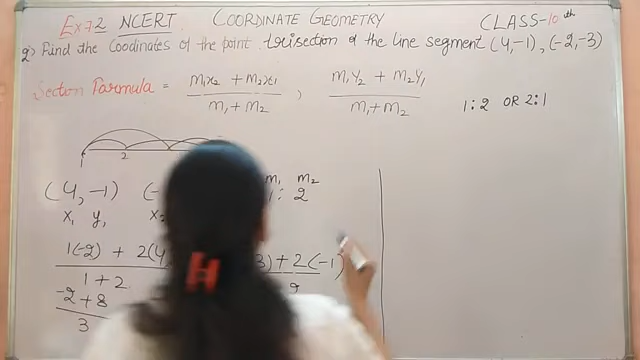 Ex 7.2 NCERT COORDINATE GEOMETRY CLASS-10th
2) Find the Coodinates of the point trisection of the line segment (4,-1), (-2,-3)
Section Formula = m₁x₂ + m₂x₁ / m₁ + m₂ , m₁y₂ + m₂y₁ / m₁ + m₂ 1:2 OR 2:1
1 2
(4, -1) (- m₁ m₂
x₁ y₁ x₂ : 2
1(-2) + 2(4 3) + 2(-1)
1 + 2
-2 + 8
3